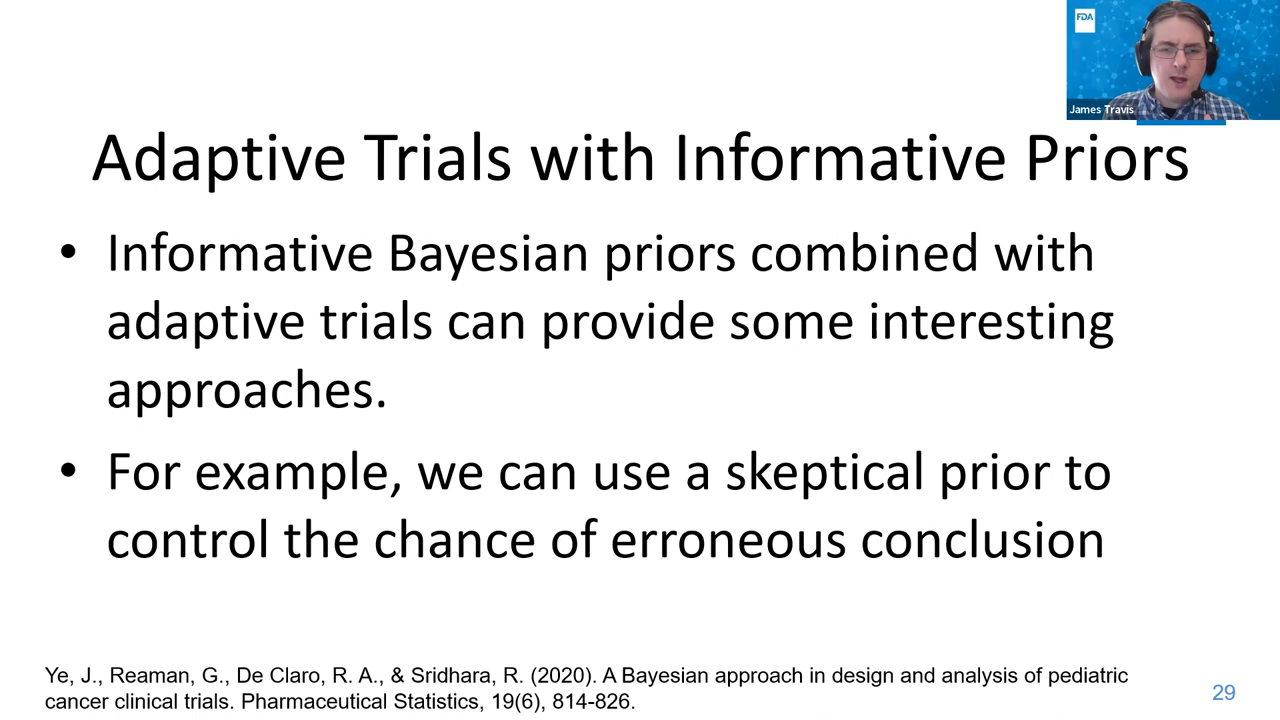 FDA
James Travis
Adaptive Trials with Informative Priors
• Informative Bayesian priors combined with
adaptive trials can provide some interesting
approaches.
• For example, we can use a skeptical prior to
control the chance of erroneous conclusion
Ye, J., Reaman, G., De Claro, R. A., & Sridhara, R. (2020). A Bayesian approach in design and analysis of pediatric
cancer clinical trials. Pharmaceutical Statistics, 19(6), 814-826.
29